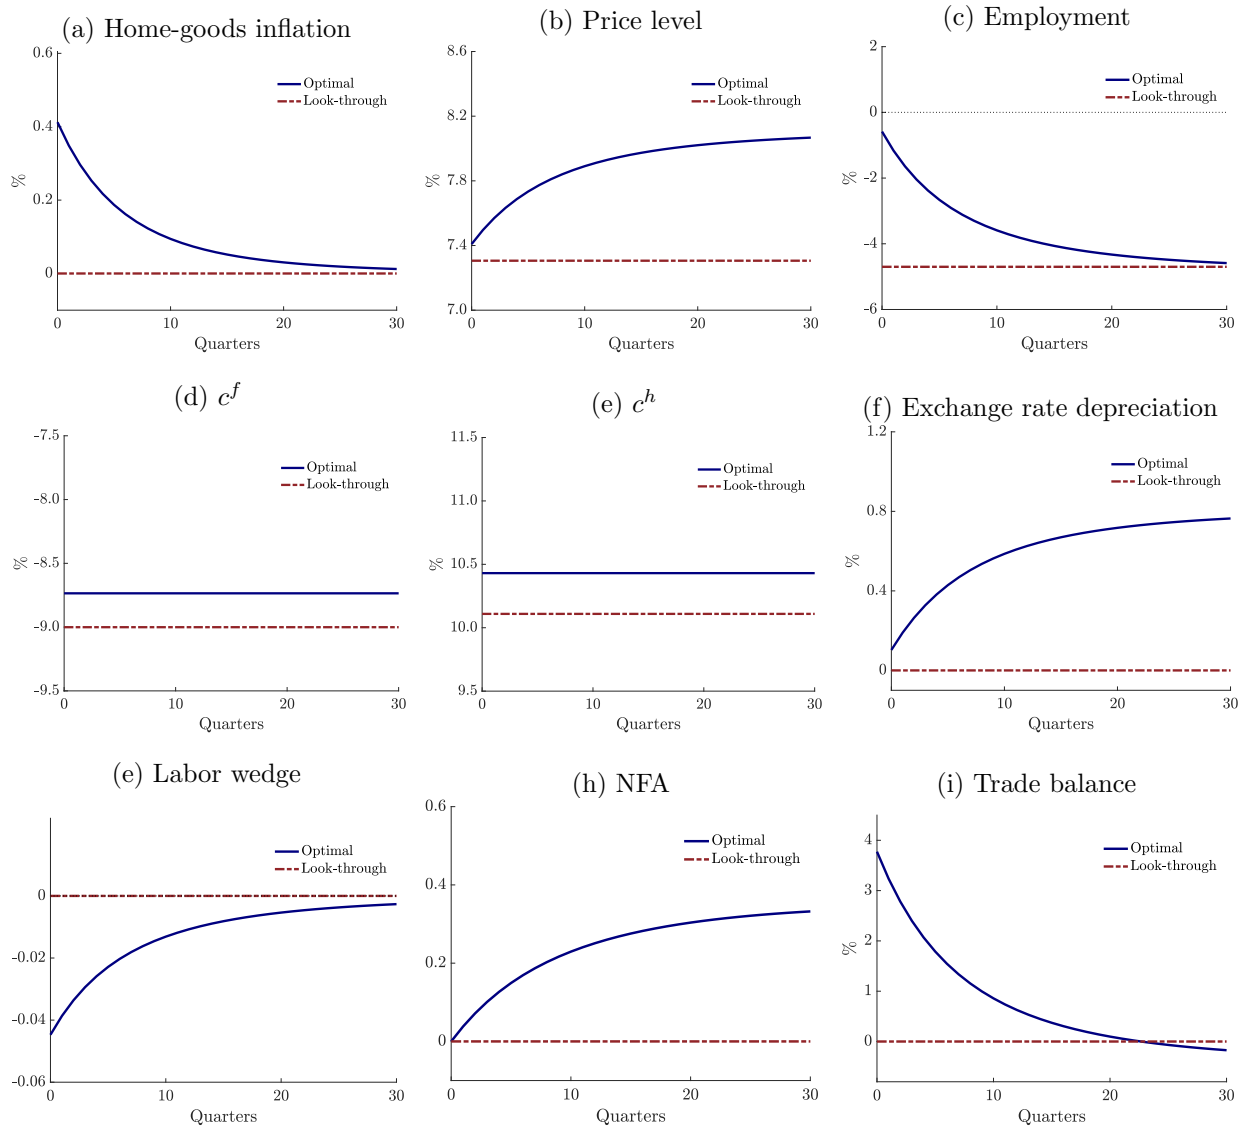 (a) Home-goods inflation
0.6
0.4
0.2
0
%
Optimal
Look-through
0 10 20 30
Quarters
(b) Price level
8.6
8.2
7.8
7.4
7.0
%
Optimal
Look-through
0 10 20 30
Quarters
(c) Employment
2
0
-2
-4
-6
%
Optimal
Look-through
0 10 20 30
Quarters
(d) c^f
-7.5
-8.0
-8.5
-9.0
-9.5
%
Optimal
Look-through
0 10 20 30
Quarters
(e) c^h
11.5
11.0
10.5
10.0
9.5
%
Optimal
Look-through
0 10 20 30
Quarters
(f) Exchange rate depreciation
1.2
0.8
0.4
0
%
Optimal
Look-through
0 10 20 30
Quarters
(e) Labor wedge
0
-0.02
-0.04
-0.06
Optimal
Look-through
0 10 20 30
Quarters
(h) NFA
0.6
0.4
0.2
0
Optimal
Look-through
0 10 20 30
Quarters
(i) Trade balance
4
3
2
1
0
%
Optimal
Look-through
0 10 20 30
Quarters